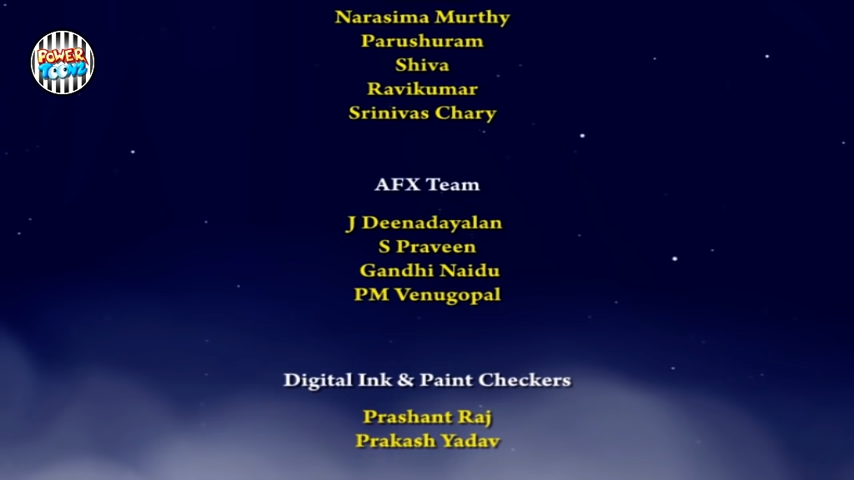 Narasima Murthy
POWER
TOONZ
Parushuram
Shiva
Ravikumar
Srinivas Chary
AFX Team
J Deenadayalan
S Praveen
Gandhi Naidu
PM Venugopal
Digital Ink & Paint Checkers
Prashant Raj
Prakash Yadav